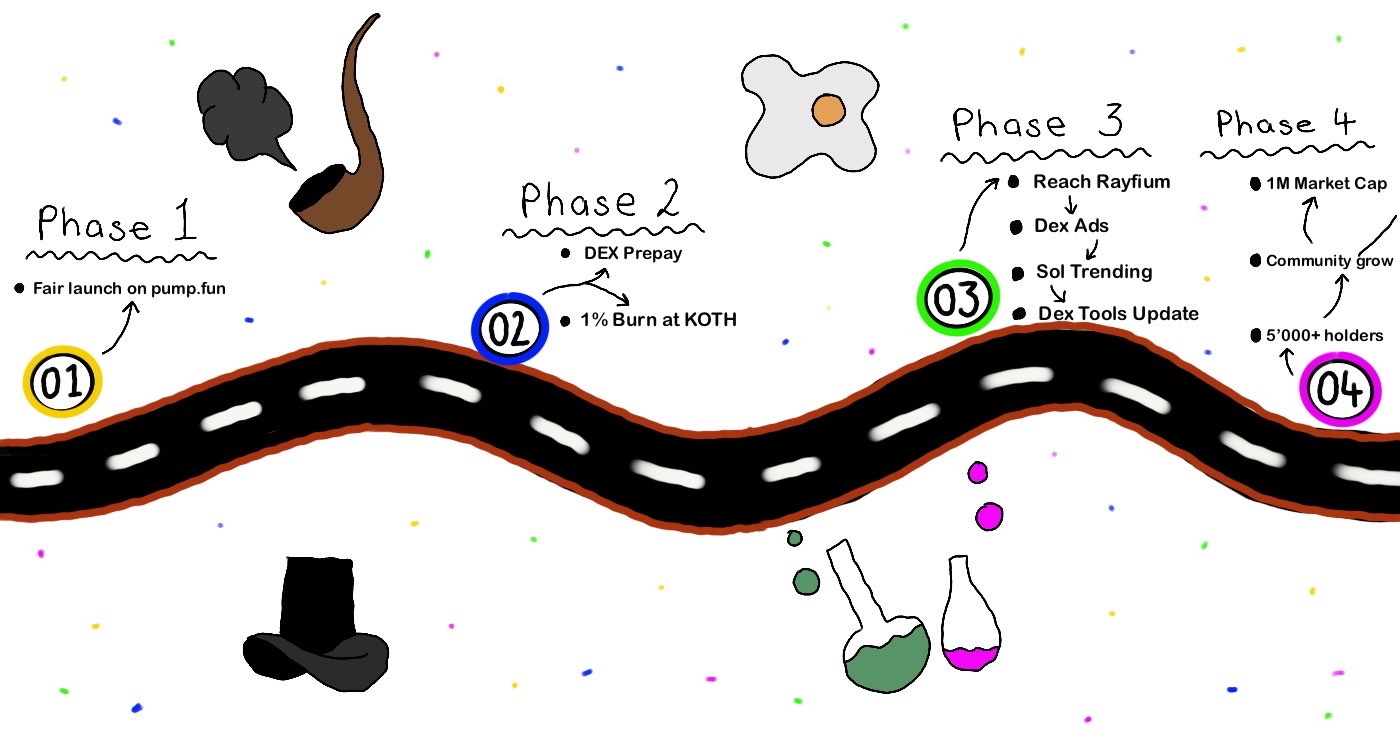 Phase 1
Fair launch on pump.fun
01
Phase 2
DEX Prepay
1% Burn at KOTH
02
Phase 3
Reach Rayfium
Dex Ads
Sol Trending
Dex Tools Update
03
Phase 4
1M Market Cap
Community grow
5’000+ holders
04